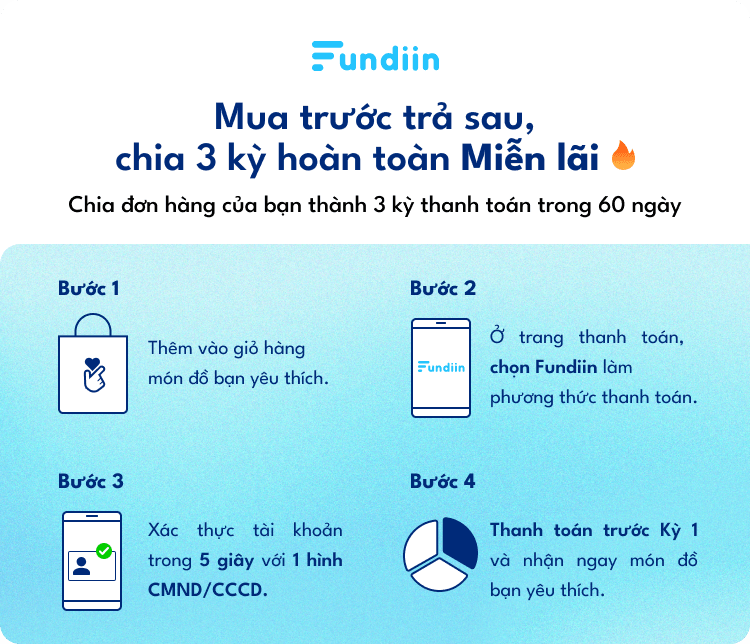 Fundiin
Mua trước trả sau,
chia 3 kỳ hoàn toàn Miễn lãi
Chia đơn hàng của bạn thành 3 kỳ thanh toán trong 60 ngày
Bước 1
Thêm vào giỏ hàng
món đồ bạn yêu thích.
Bước 2
Fundiin
Ở trang thanh toán,
chọn Fundiin làm
phương thức thanh toán.
Bước 3
Xác thực tài khoản
trong 5 giây với 1 hình
CMND/CCCD.
Bước 4
Thanh toán trước Kỳ 1
và nhận ngay món đồ
bạn yêu thích.